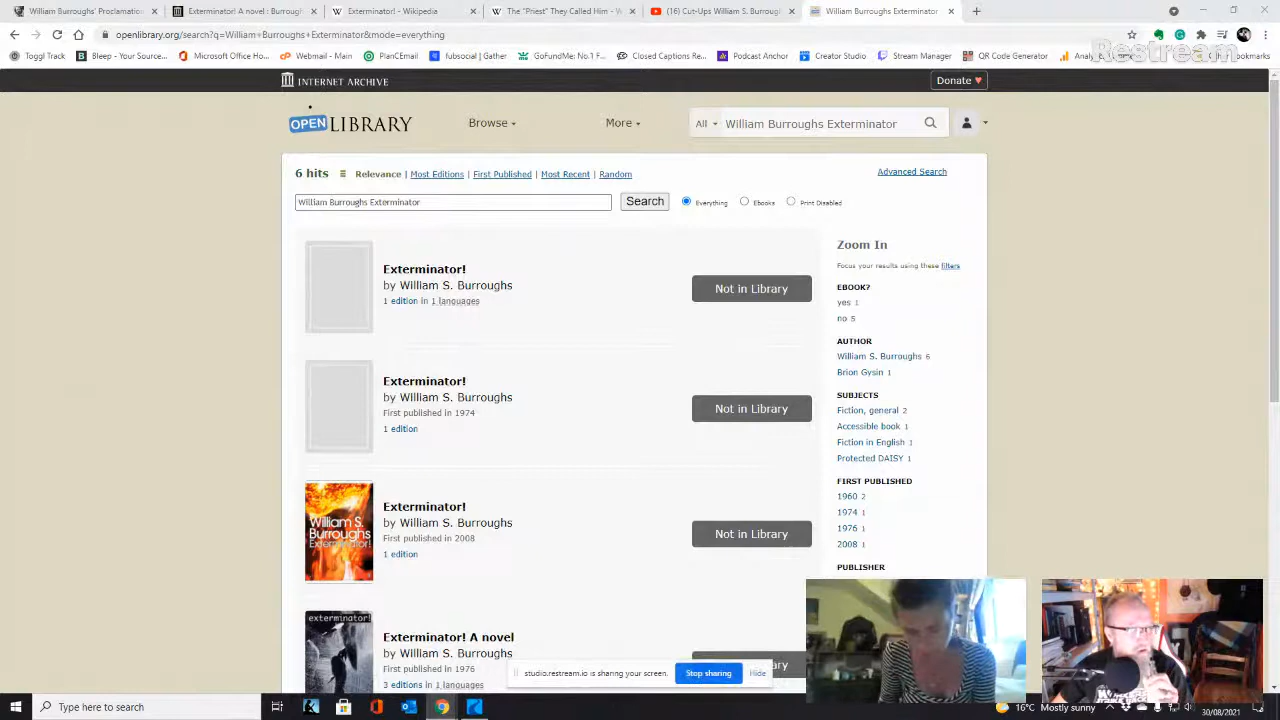 William Burroughs' Proclamation
Exterminator! A novel : Burrough
Exterminator! - Wikipedia
The "Priest" They Called Him - W
(16) Cut-Ups William S. Burrough
William Burroughs Exterminator
openlibrary.org/search?q=William+Burroughs+Exterminator&mode=everything
Toggl Track
Bleep - Your Source...
Microsoft Office Ho...
Webmail - Main
PlanCEmail
fubsocial | Gather
GoFundMe: No.1 F...
Closed Captions Re...
Podcast Anchor
Creator Studio
Stream Manager
QR Code Generator
Restream
INTERNET ARCHIVE
Donate ♥
OPEN LIBRARY
Browse
More
All
William Burroughs Exterminator
6 hits
Relevance | Most Editions | First Published | Most Recent | Random
Advanced Search
William Burroughs Exterminator
Search
Everything
Ebooks
Print Disabled
Exterminator!
by William S. Burroughs
1 edition in 1 languages
Not in Library
Exterminator!
by William S. Burroughs
First published in 1974
1 edition
Not in Library
William S.
Burroughs
Exterminator!
Exterminator!
by William S. Burroughs
First published in 2008
1 edition
Not in Library
exterminator!
Exterminator! A novel
by William S. Burroughs
First published in 1976
3 editions in 1 languages
Zoom In
Focus your results using these filters
EBOOK?
yes 1
no 5
AUTHOR
William S. Burroughs 6
Brion Gysin 1
SUBJECTS
Fiction, general 2
Accessible book 1
Fiction in English 1
Protected DAISY 1
FIRST PUBLISHED
1960 2
1974 1
1976 1
2008 1
PUBLISHER
studio.restream.io is sharing your screen.
Stop sharing
Hide
Type here to search
16°C Mostly sunny
30/08/2021